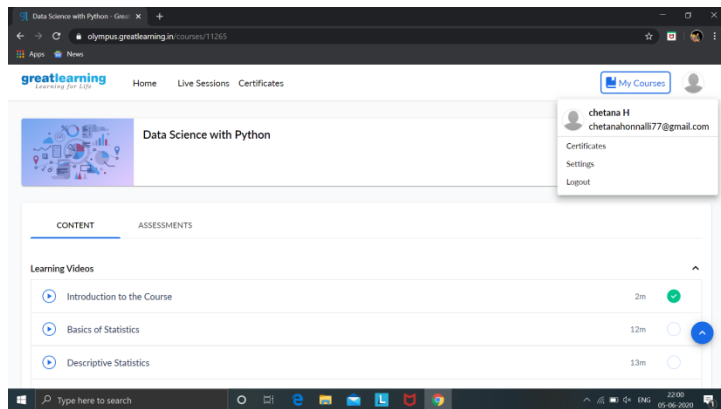 Data Science with Python - Great
olympus.greatlearning.in/courses/11265
Apps News
greatlearning
Learning for Life
Home Live Sessions Certificates
My Courses
chetana H
chetanahonnalli77@gmail.com
Certificates
Settings
Logout
Data Science with Python
CONTENT ASSESSMENTS
Learning Videos
Introduction to the Course 2m
Basics of Statistics 12m
Descriptive Statistics 13m
Type here to search
L
ENG
22:00
05-06-2020